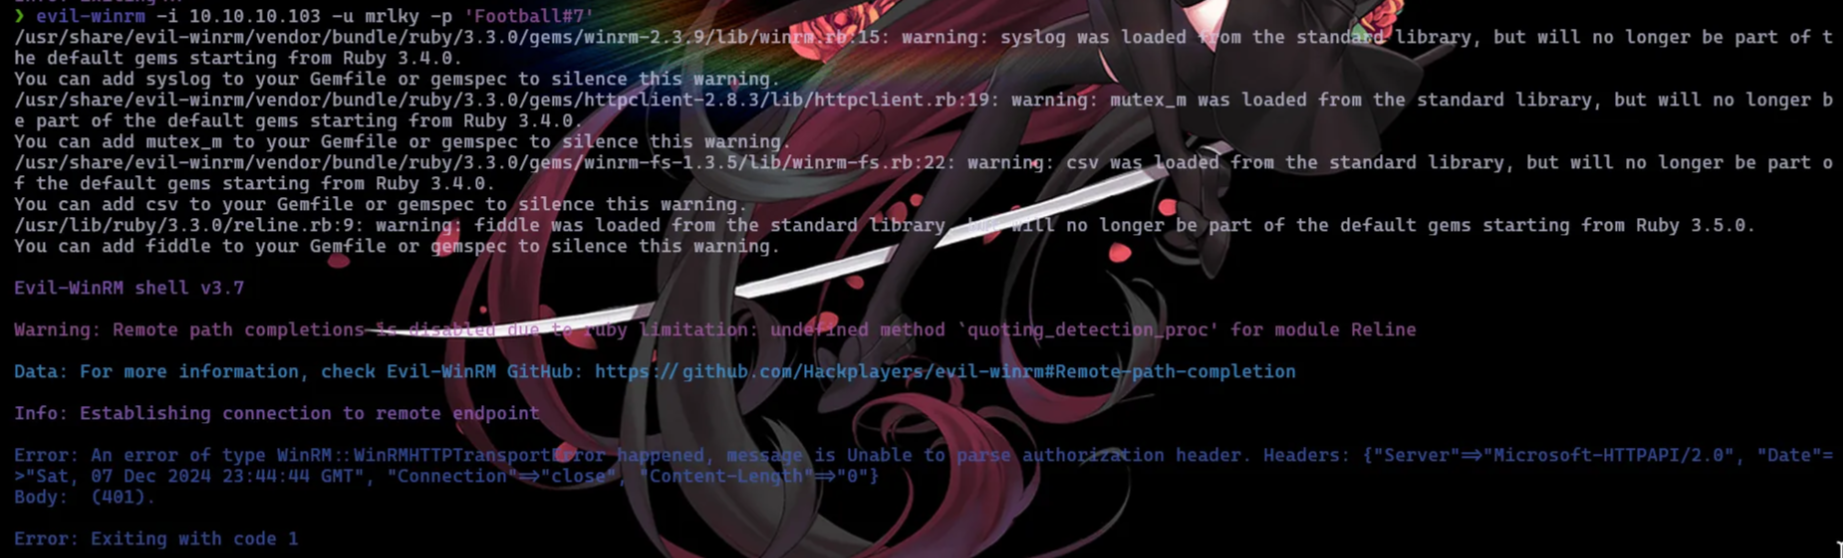 ❯ evil-winrm -i 10.10.10.103 -u mrlky -p 'Football#7'
/usr/share/evil-winrm/vendor/bundle/ruby/3.3.0/gems/winrm-2.3.9/lib/winrm.rb:15: warning: syslog was loaded from the standard library, but will no longer be part of t
he default gems starting from Ruby 3.4.0.
You can add syslog to your Gemfile or gemspec to silence this warning.
/usr/share/evil-winrm/vendor/bundle/ruby/3.3.0/gems/httpclient-2.8.3/lib/httpclient.rb:19: warning: mutex_m was loaded from the standard library, but will no longer b
e part of the default gems starting from Ruby 3.4.0.
You can add mutex_m to your Gemfile or gemspec to silence this warning.
/usr/share/evil-winrm/vendor/bundle/ruby/3.3.0/gems/winrm-fs-1.3.5/lib/winrm-fs.rb:22: warning: csv was loaded from the standard library, but will no longer be part o
f the default gems starting from Ruby 3.4.0.
You can add csv to your Gemfile or gemspec to silence this warning.
/usr/lib/ruby/3.3.0/reline.rb:9: warning: fiddle was loaded from the standard library, but will no longer be part of the default gems starting from Ruby 3.5.0.
You can add fiddle to your Gemfile or gemspec to silence this warning.
Evil-WinRM shell v3.7
Warning: Remote path completions is disabled due to ruby limitation: undefined method `quoting_detection_proc' for module Reline
Data: For more information, check Evil-WinRM GitHub: https://github.com/Hackplayers/evil-winrm#Remote-path-completion
Info: Establishing connection to remote endpoint
Error: An error of type WinRM::WinRMHTTPTransportError happened, message is Unable to parse authorization header. Headers: {"Server"=>"Microsoft-HTTPAPI/2.0", "Date"=
>"Sat, 07 Dec 2024 23:44:44 GMT", "Connection"=>"close", "Content-Length"=>"0"}
Body:  (401).
Error: Exiting with code 1